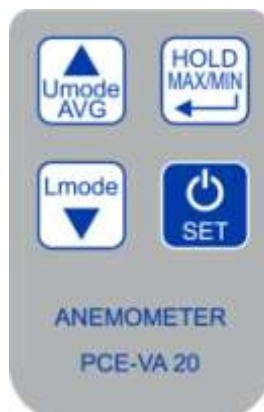 Umode
AVG
HOLD
MAX/MIN
Lmode
SET
ANEMOMETER
PCE-VA 20